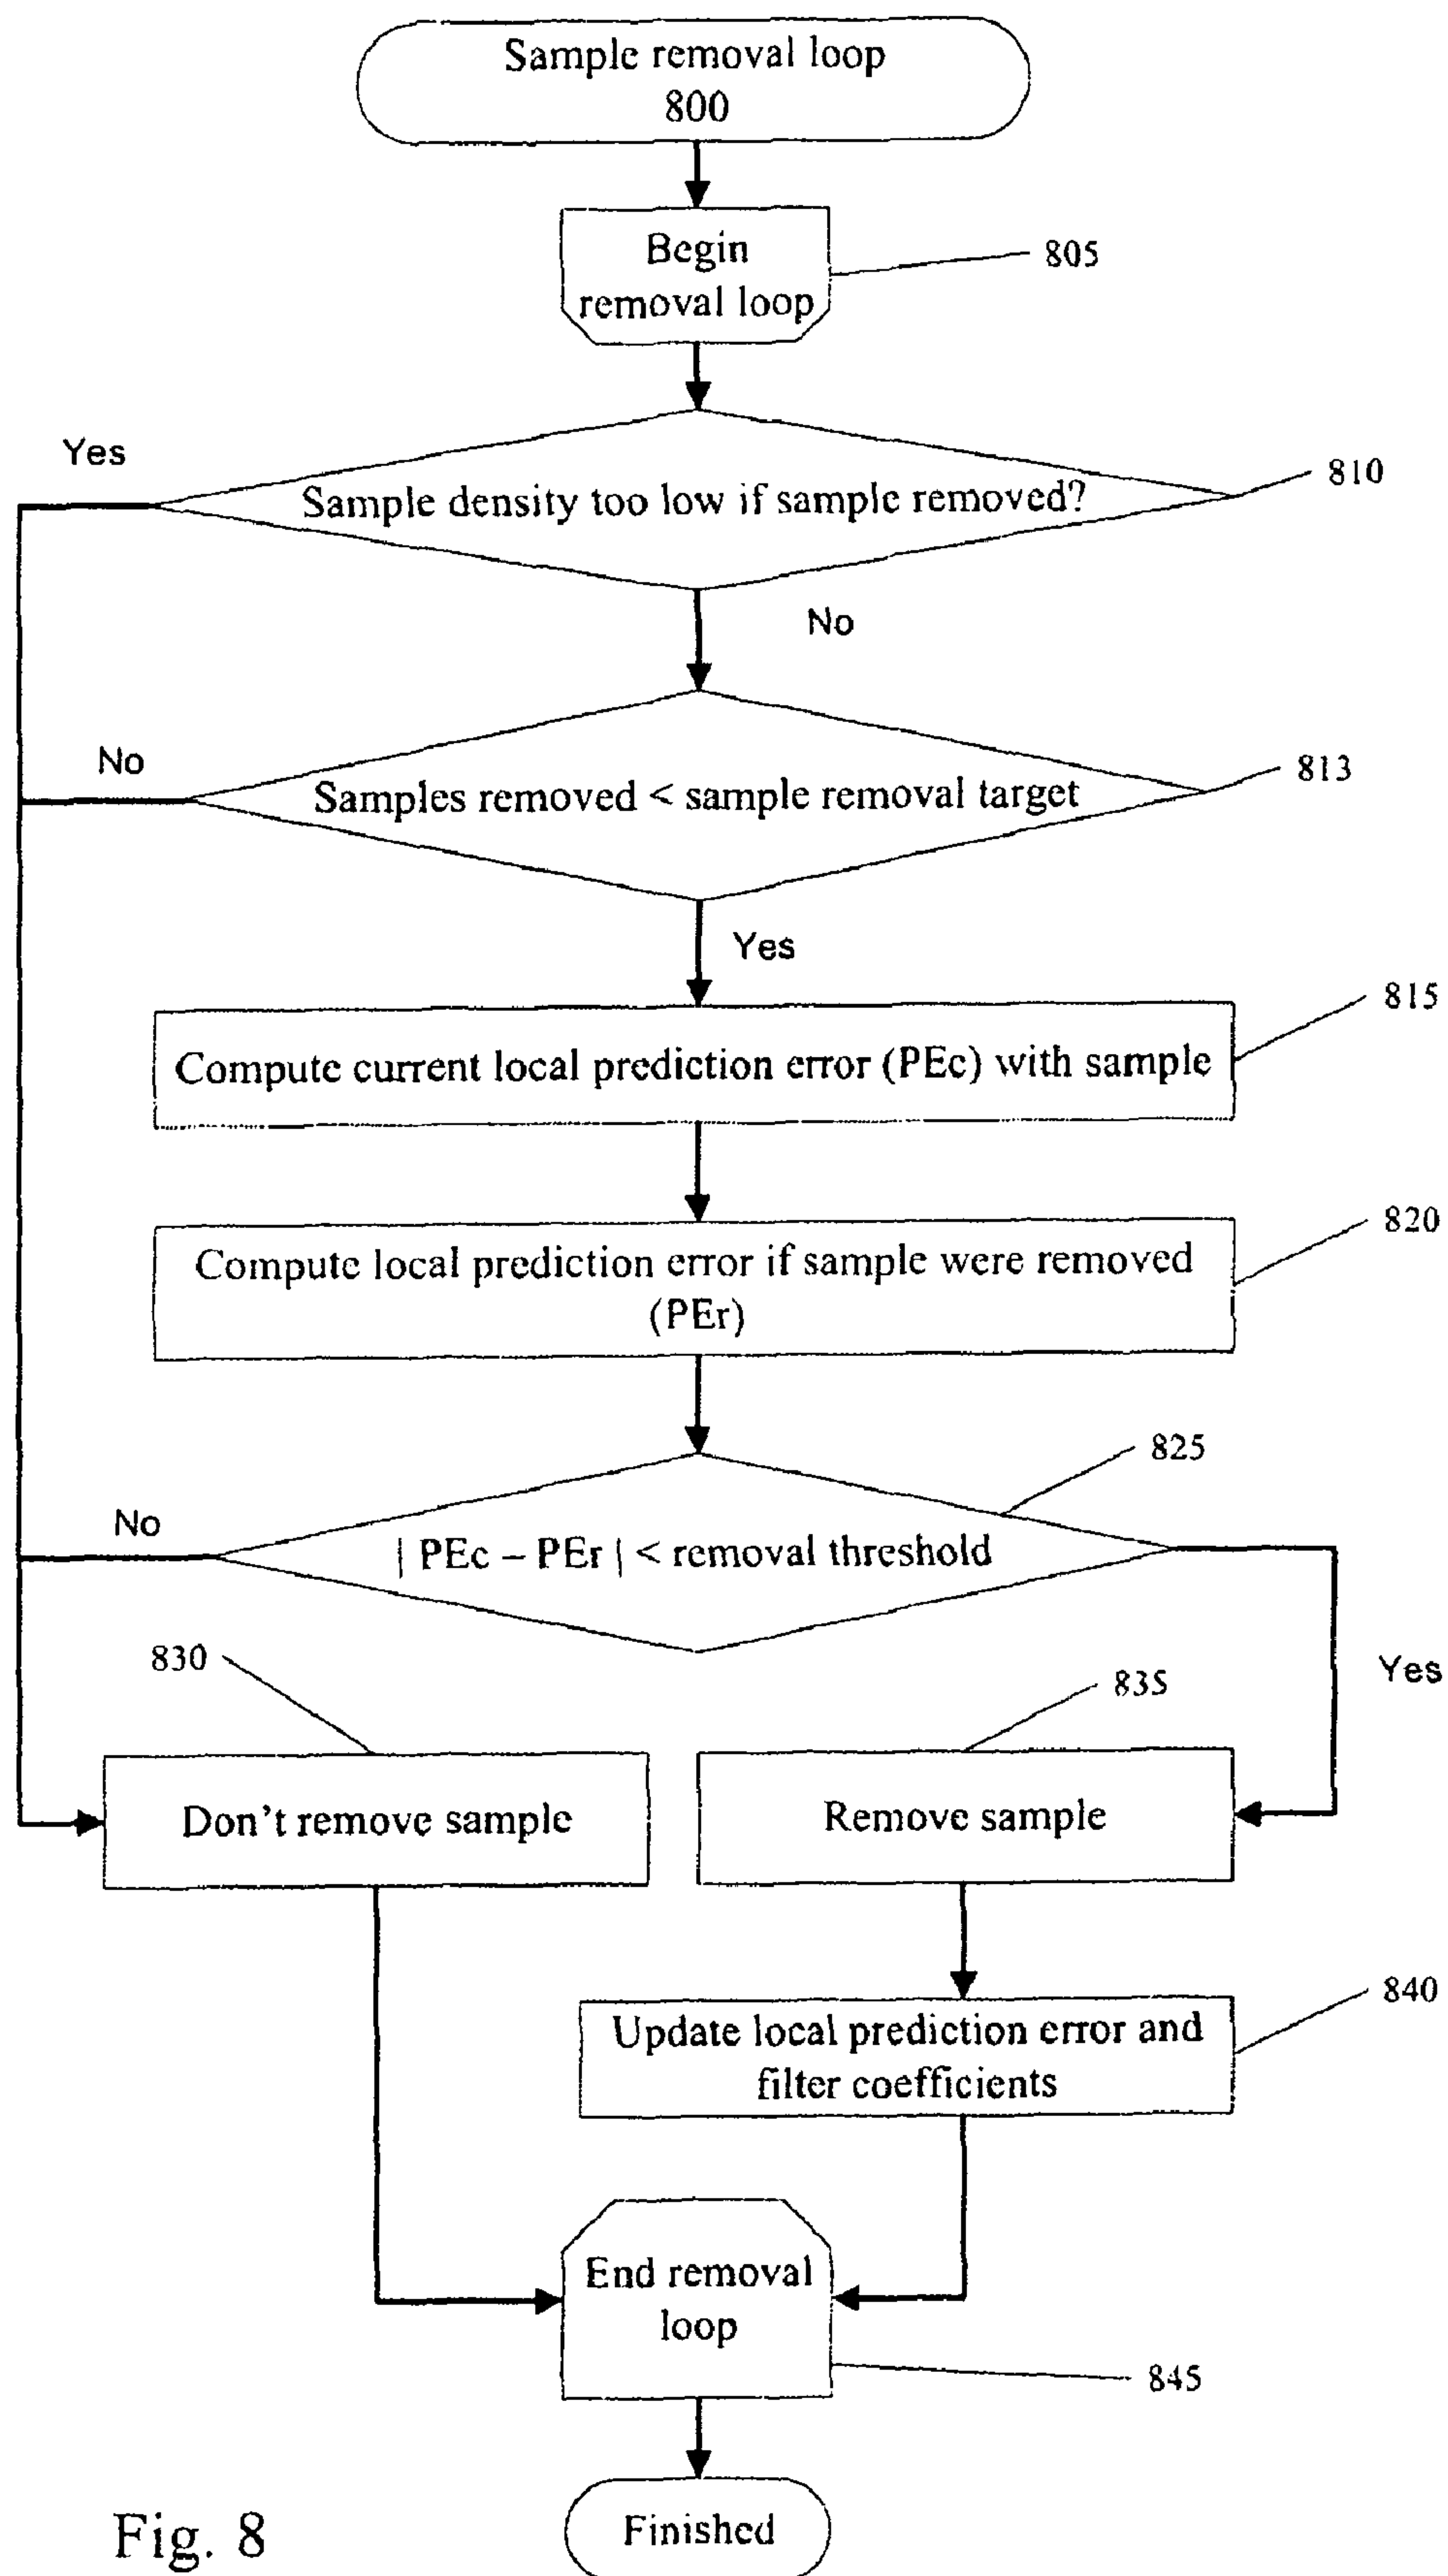 Sample removal loop
800
Begin
removal loop
805
Yes
Sample density too low if sample removed?
810
No
No
Samples removed < sample removal target
813
Yes
815
Compute current local prediction error (PEc) with sample
820
Compute local prediction error if sample were removed
(PEr)
825
No
| PEc – PEr | < removal threshold
830
835
Yes
Don't remove sample
Remove sample
840
Update local prediction error and
filter coefficients
End removal
loop
845
Finished
Fig. 8